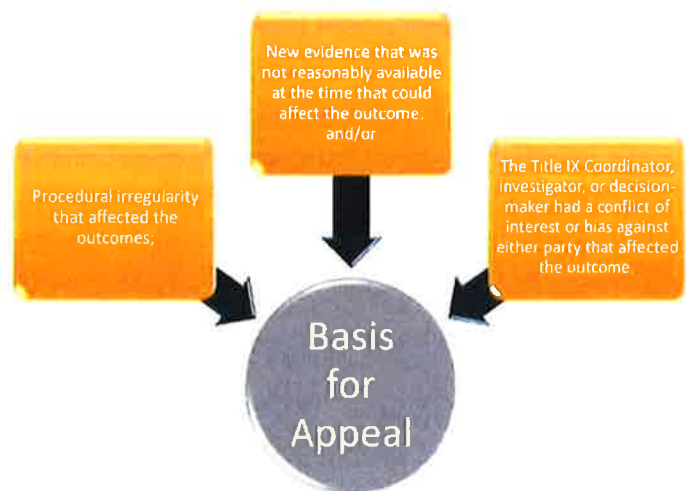 Procedural irregularity
that affected the
outcomes;
New evidence that was
not reasonably available
at the time that could
affect the outcome;
and/or
The Title IX Coordinator,
investigator, or decision-
maker had a conflict of
interest or bias against
either party that affected
the outcome
Basis
for
Appeal